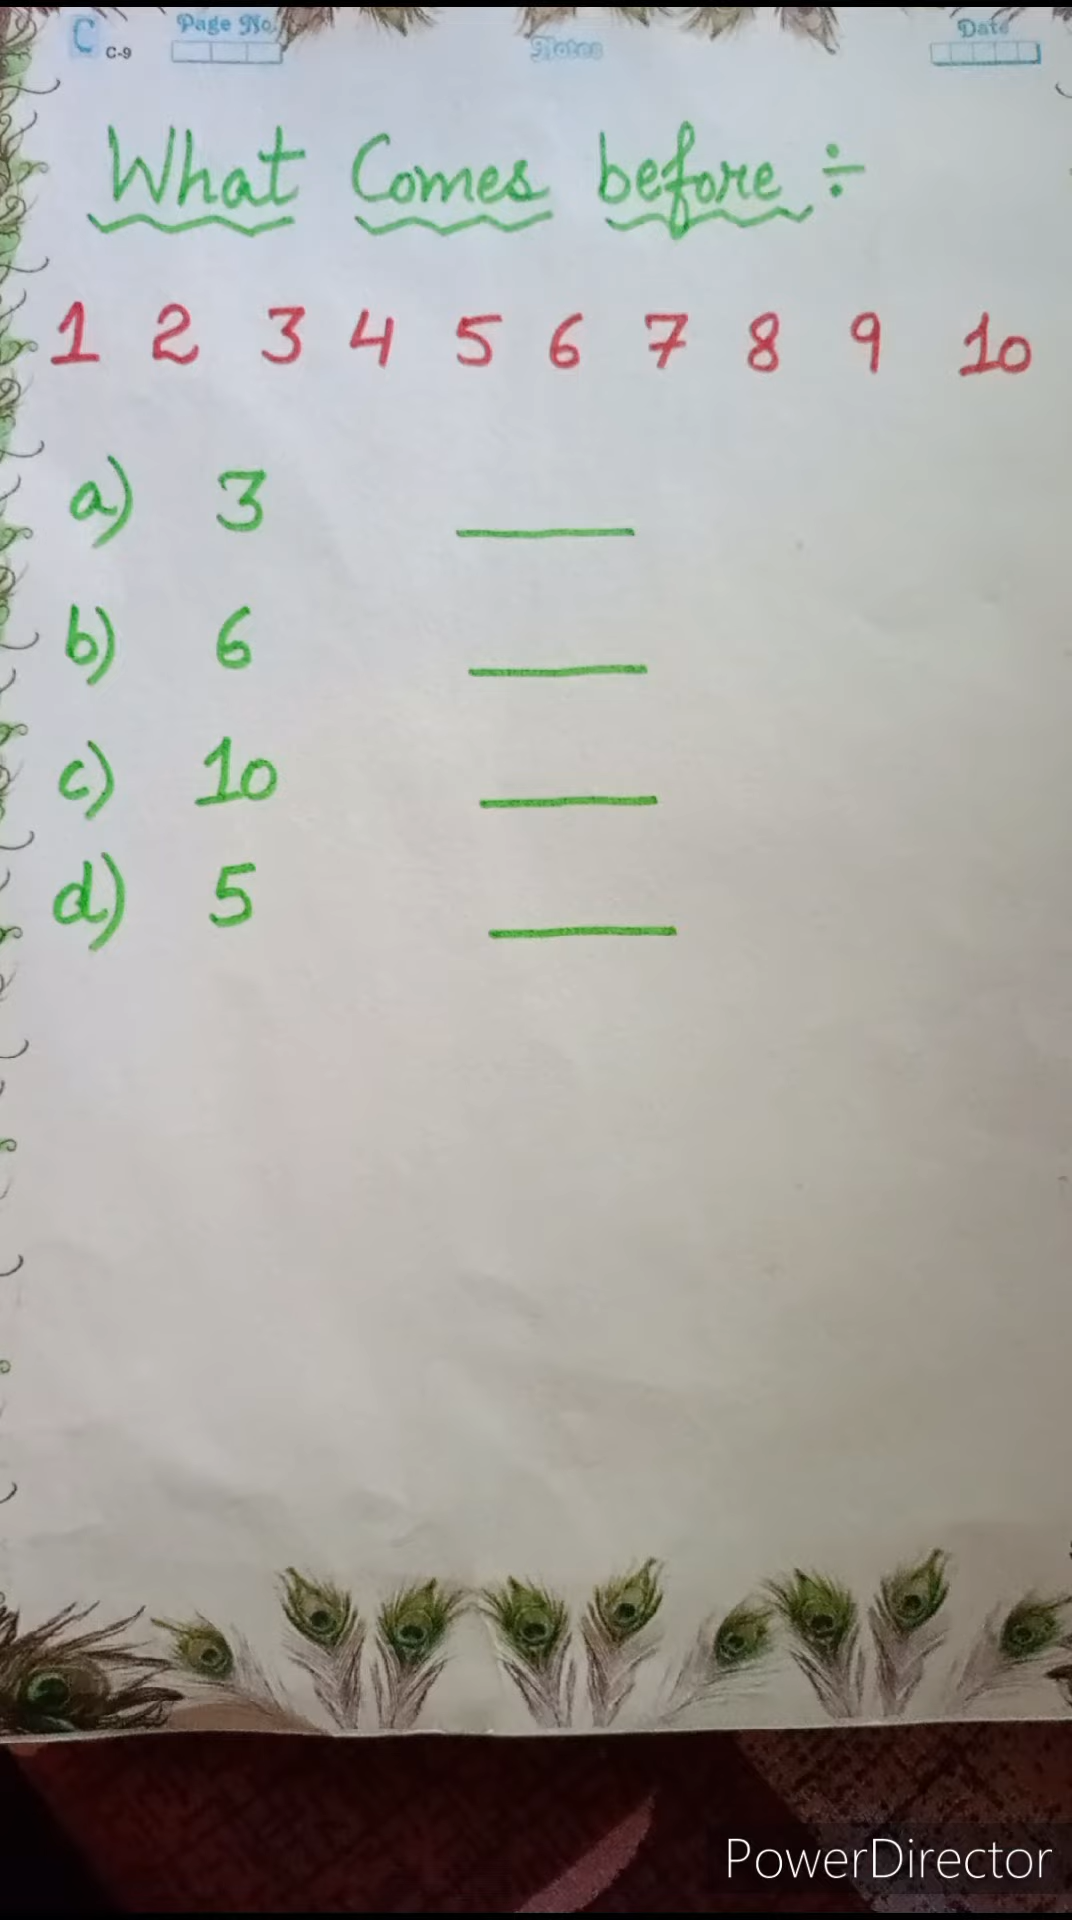 C C-9 Page No. Notes Date
What Comes before ÷
1 2 3 4 5 6 7 8 9 10
a) 3 ____
b) 6 ____
c) 10 ____
d) 5 ____
PowerDirector